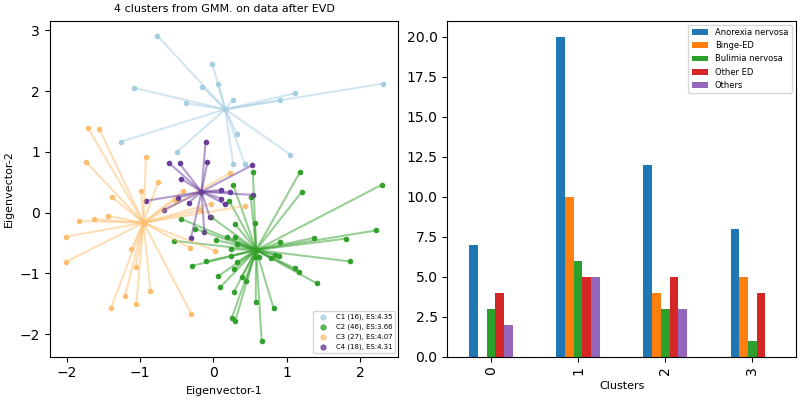 4 clusters from GMM. on data after EVD
3
2
1
0
−1
−2
Eigenvector-2
−2
−1
0
1
2
Eigenvector-1
C1 (16), ES:4.35
C2 (46), ES:3.66
C3 (27), ES:4.07
C4 (18), ES:4.31
20.0
17.5
15.0
12.5
10.0
7.5
5.0
2.5
0.0
0
1
2
3
Clusters
Anorexia nervosa
Binge-ED
Bulimia nervosa
Other ED
Others